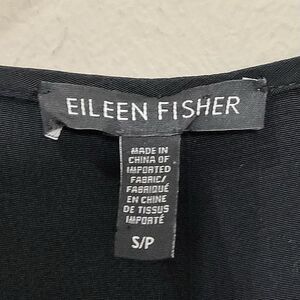 EILEEN FISHER
MADE IN
CHINA OF
IMPORTED
FABRIC/
FABRIQUÉ
EN CHINE
DE TISSUS
IMPORTÉ
S/P